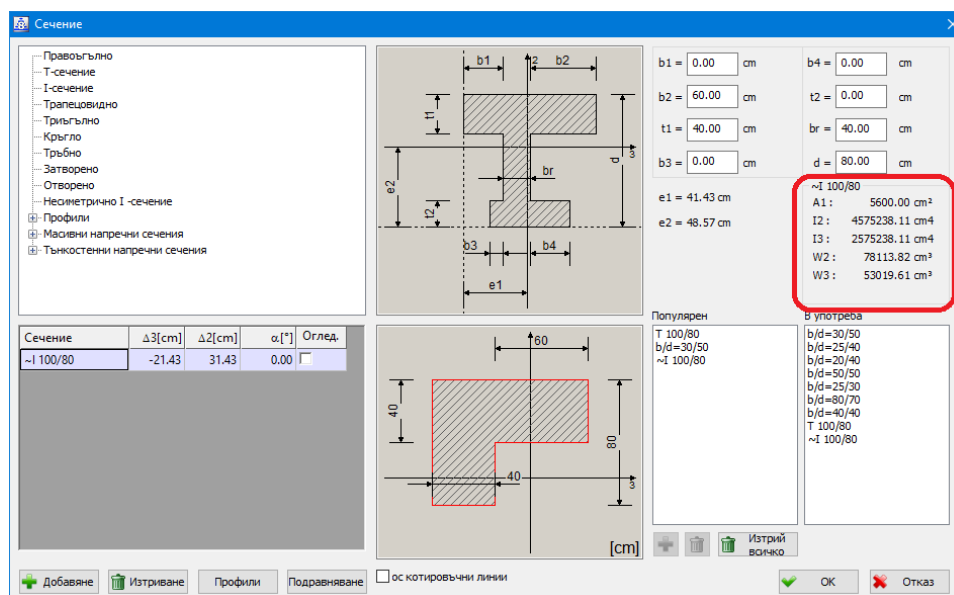 Сечение
Правоъгълно
Т-сечение
I-сечение
Трапецовидно
Триъгълно
Кръгло
Тръбно
Затворено
Отворено
Несиметрично I -сечение
Профили
Масивни напречни сечения
Тънкостенни напречни сечения
b1 2 b2
t1
3
d
br
e2
t2
b3 b4
e1
b1 = 0.00 cm b4 = 0.00 cm
b2 = 60.00 cm t2 = 0.00 cm
t1 = 40.00 cm br = 40.00 cm
b3 = 0.00 cm d = 80.00 cm
e1 = 41.43 cm
e2 = 48.57 cm
~I 100/80
A1 : 5600.00 cm²
I2 : 4575238.11 cm4
I3 : 2575238.11 cm4
W2 : 78113.82 cm³
W3 : 53019.61 cm³
Сечение Δ3[cm] Δ2[cm] α[°] Оглед.
~I 100/80 -21.43 31.43 0.00
60
40
80
40
3
[cm]
Популярен
T 100/80
b/d=30/50
~I 100/80
В употреба
b/d=30/50
b/d=25/40
b/d=20/40
b/d=50/50
b/d=25/30
b/d=80/70
b/d=40/40
T 100/80
~I 100/80
Изтрий всичко
Добавяне Изтриване Профили Подравняване
ос котировъчни линии
OK Отказ